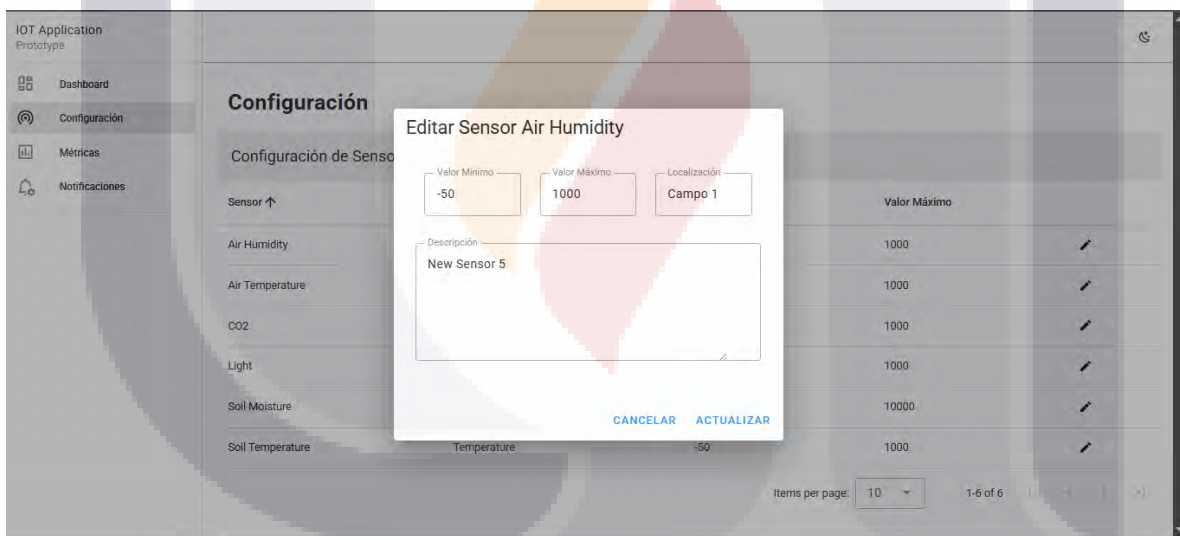 IOT Application
Prototype
Dashboard
Configuración
Métricas
Notificaciones
Configuración
Configuración de Senso
Sensor Valor Máximo
Air Humidity 1000
Air Temperature 1000
CO2 1000
Light 1000
Soil Moisture 10000
Soil Temperature Temperature -50 1000
Items per page: 10 1-6 of 6
Editar Sensor Air Humidity
Valor Mínimo Valor Máximo Localización
-50 1000 Campo 1
Descripción
New Sensor 5
CANCELAR ACTUALIZAR